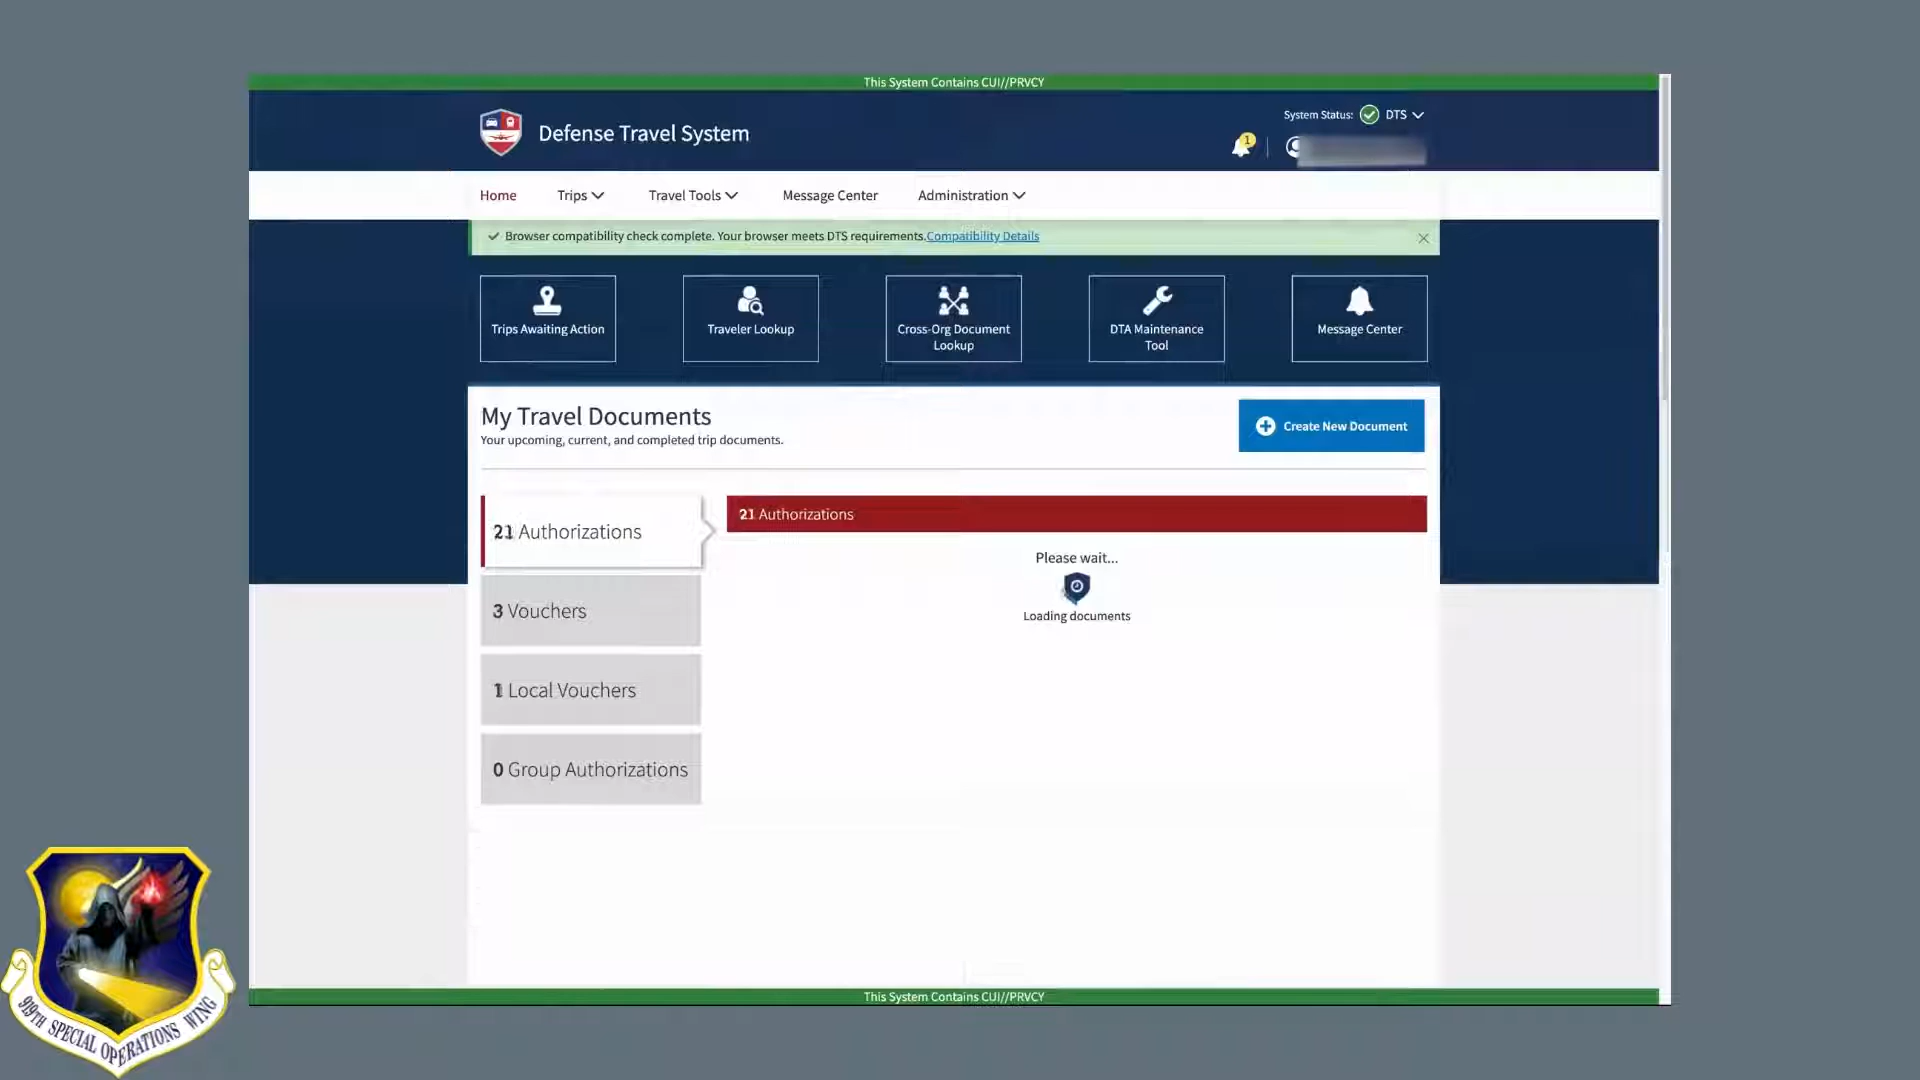 This System Contains CUI//PRVCY
System Status: DTS
Defense Travel System
1
Home Trips Travel Tools Message Center Administration
Browser compatibility check complete. Your browser meets DTS requirements.Compatibility Details
Trips Awaiting Action
Traveler Lookup
Cross-Org Document
Lookup
DTA Maintenance
Tool
Message Center
My Travel Documents
Your upcoming, current, and completed trip documents.
Create New Document
21 Authorizations
3 Vouchers
1 Local Vouchers
0 Group Authorizations
21 Authorizations
Please wait...
Loading documents
This System Contains CUI//PRVCY
919TH SPECIAL OPERATIONS WING